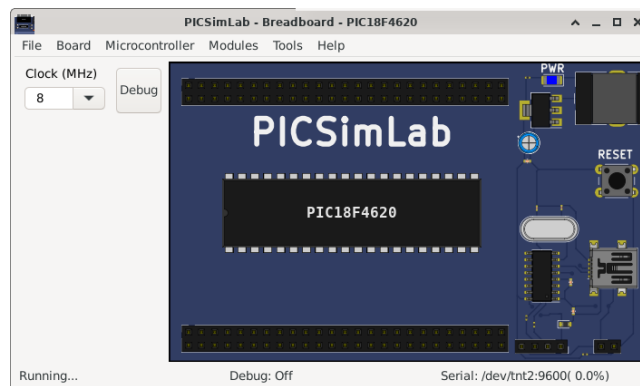 PICSimLab - Breadboard - PIC18F4620
File Board Microcontroller Modules Tools Help
Clock (MHz)
8
Debug
PWR
PICSimLab
RESET
PIC18F4620
Running... Debug: Off Serial: /dev/tnt2:9600( 0.0%)